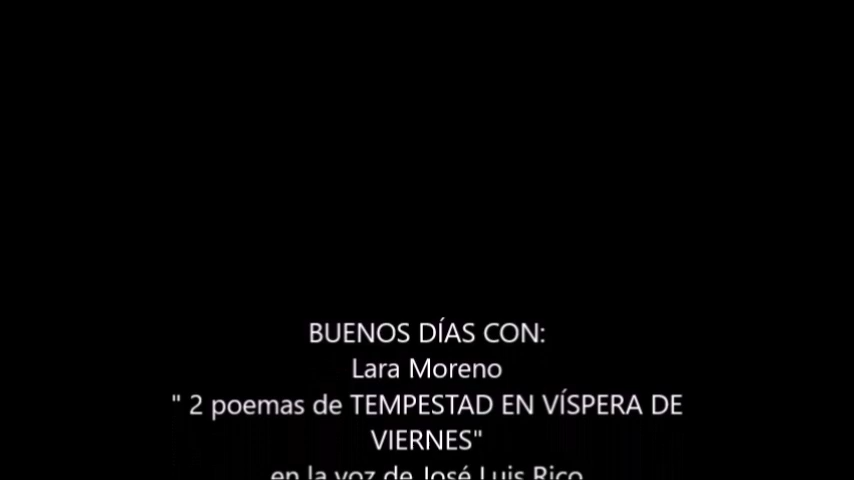 BUENOS DÍAS CON:
Lara Moreno
" 2 poemas de TEMPESTAD EN VÍSPERA DE
VIERNES"
en la voz de José Luis Rico